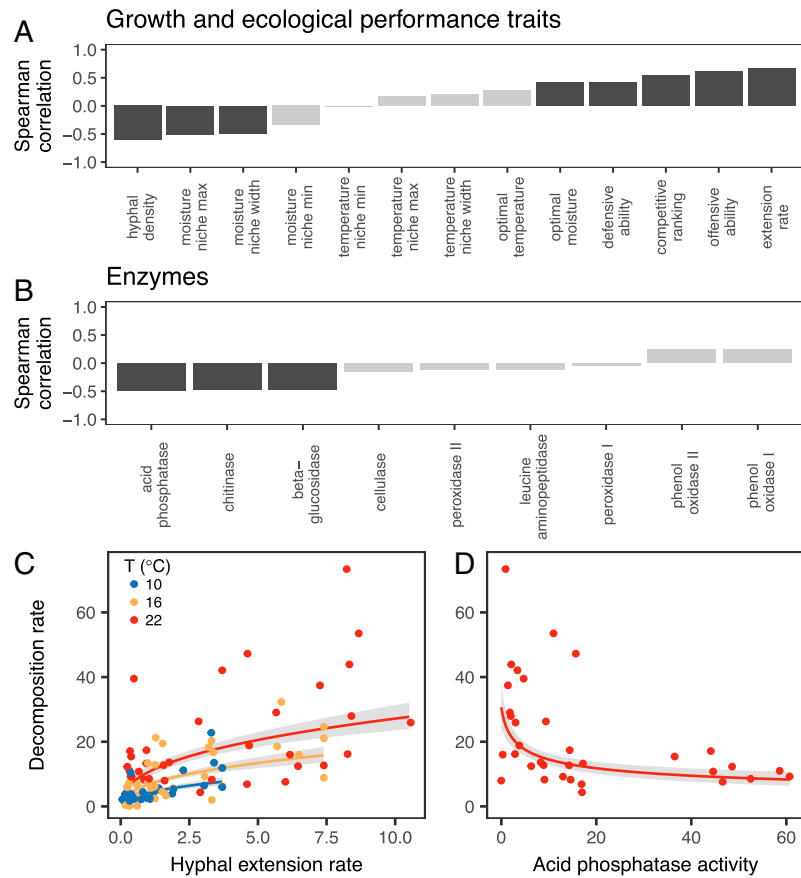 A
Growth and ecological performance traits
Spearman
correlation
1.0
0.5
0.0
−0.5
−1.0
hyphal
density
moisture
niche max
moisture
niche width
moisture
niche min
temperature
niche min
temperature
niche max
temperature
niche width
optimal
temperature
optimal
moisture
defensive
ability
competitive
ranking
offensive
ability
extension
rate
B
Enzymes
Spearman
correlation
1.0
0.5
0.0
−0.5
−1.0
acid
phosphatase
chitinase
beta−
glucosidase
cellulase
peroxidase II
leucine
aminopeptidase
peroxidase I
phenol
oxidase II
phenol
oxidase I
C
T (°C)
10
16
22
Decomposition rate
60
40
20
0
0.0
2.5
5.0
7.5
10.0
Hyphal extension rate
D
60
40
20
0
0
20
40
60
Acid phosphatase activity